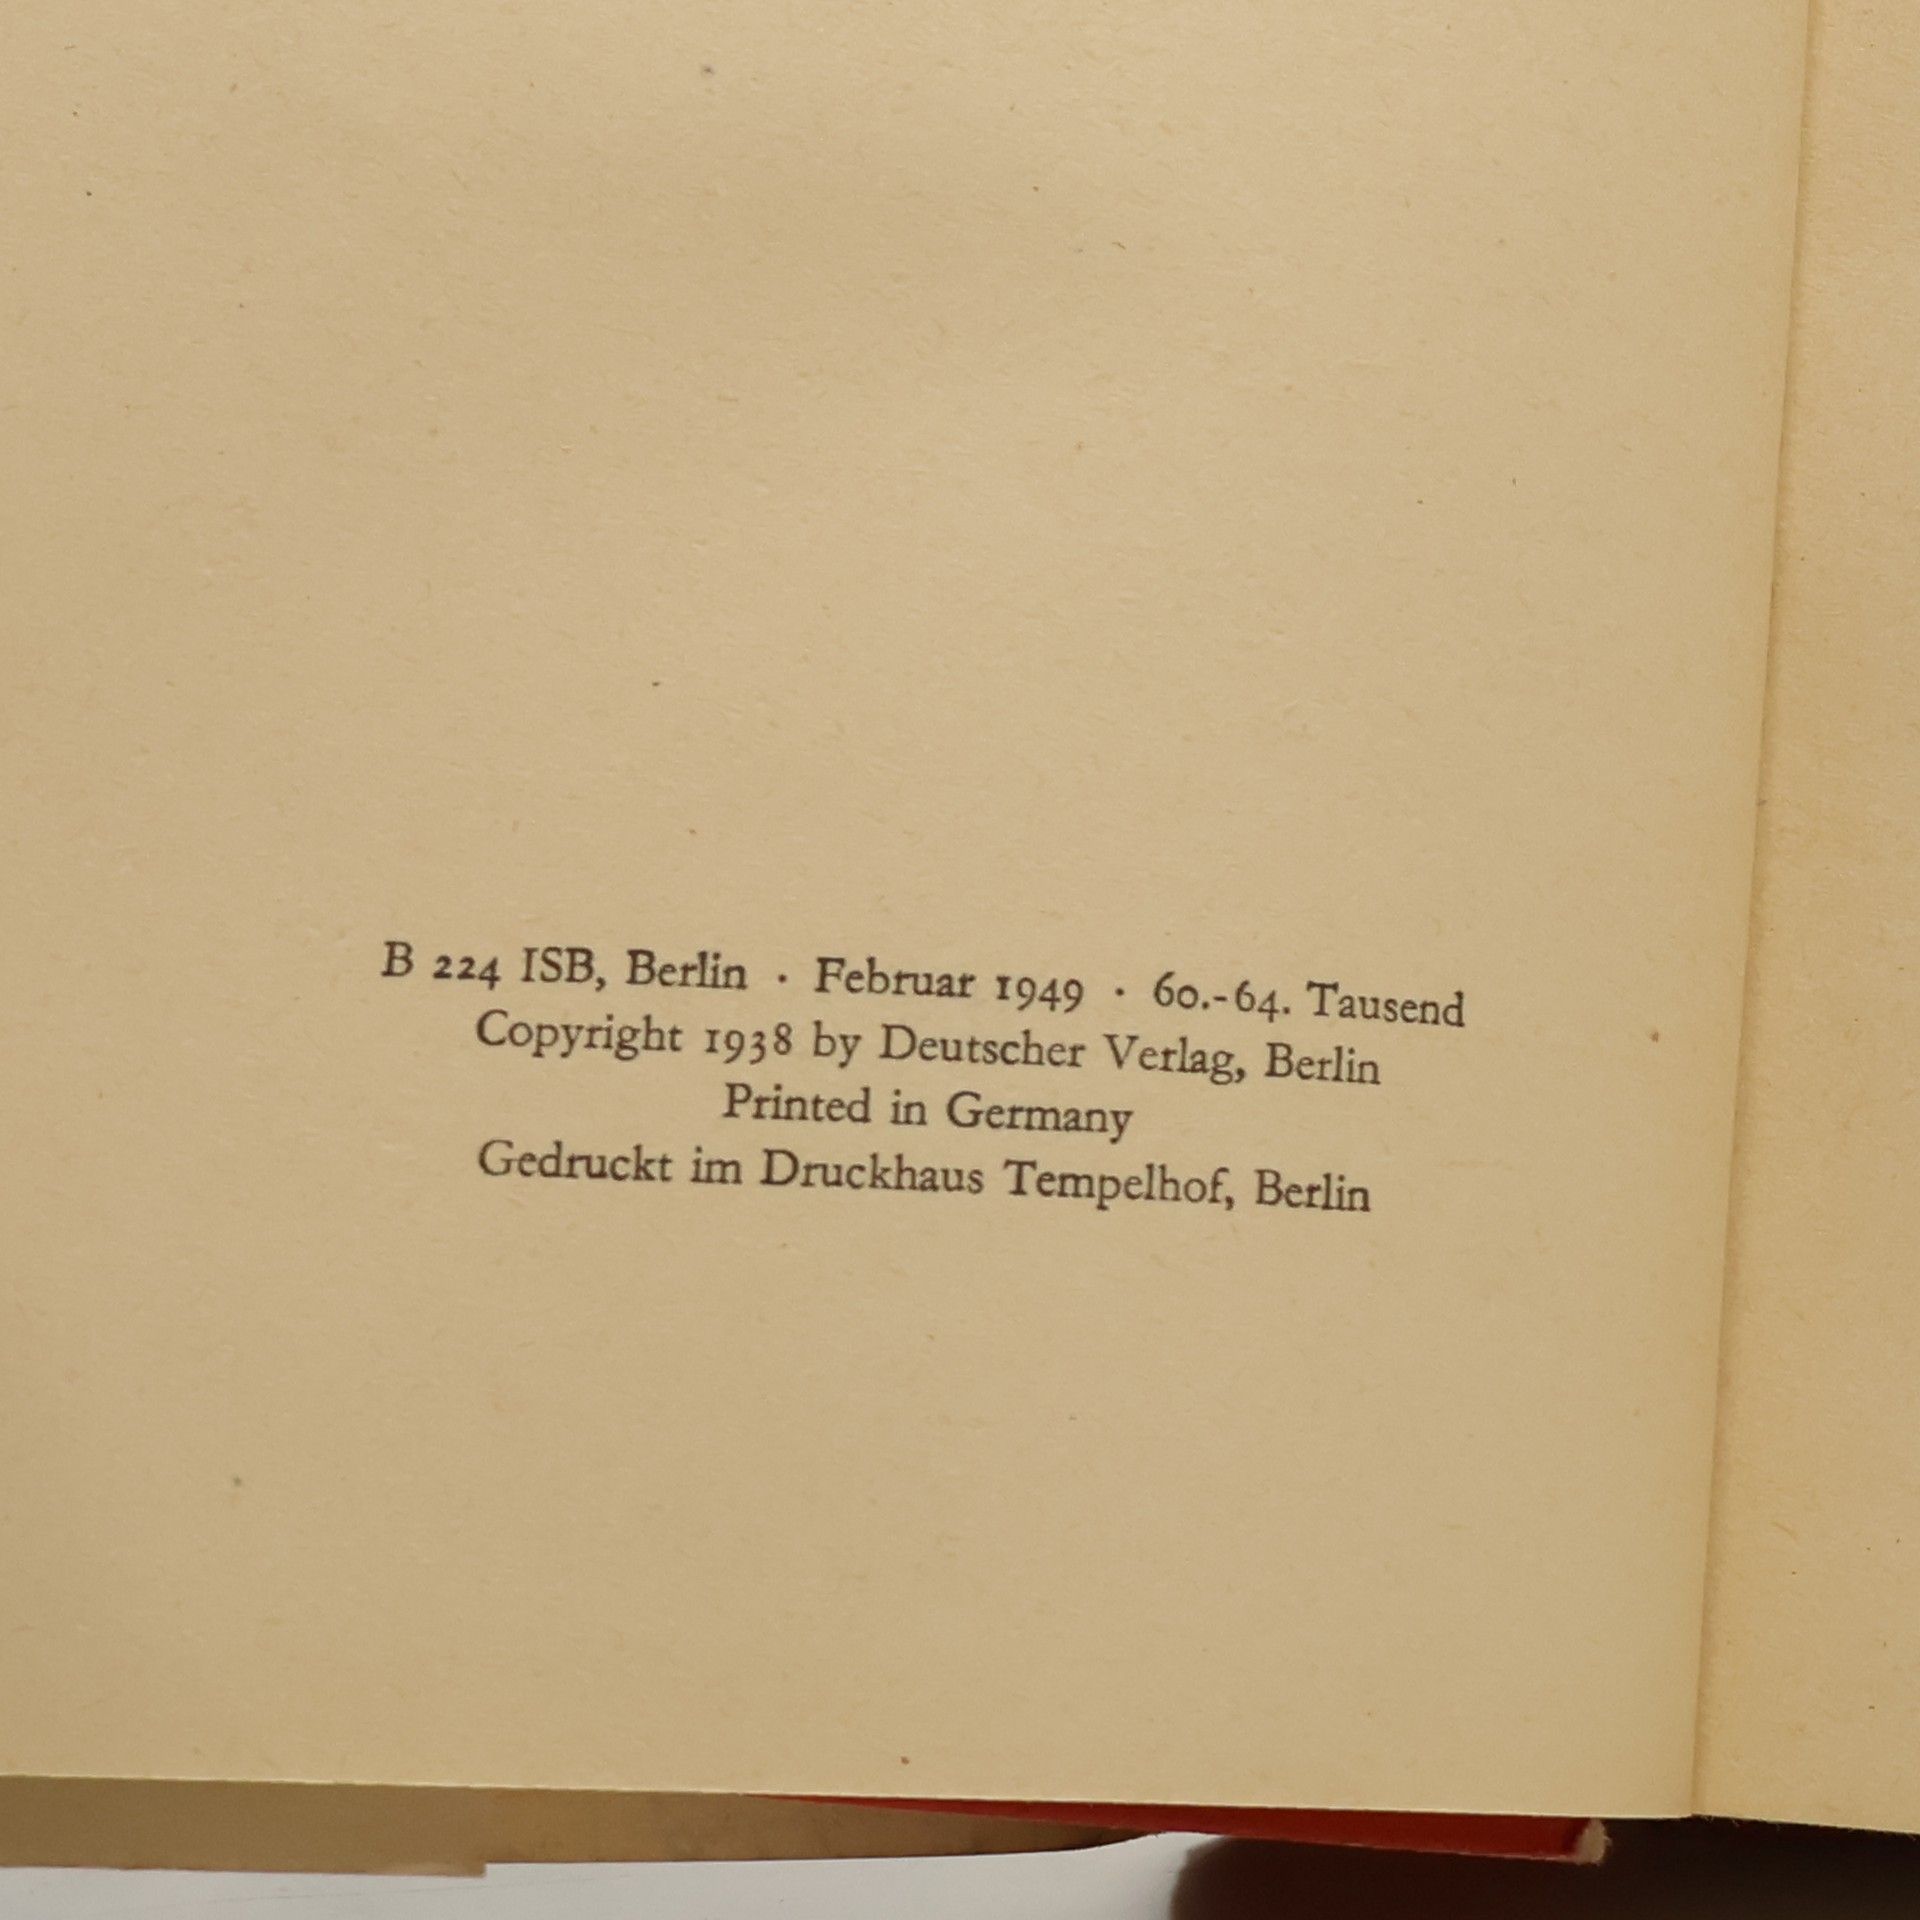 B 224 ISB, Berlin · Februar 1949 · 60.-64. Tausend
Copyright 1938 by Deutscher Verlag, Berlin
Printed in Germany
Gedruckt im Druckhaus Tempelhof, Berlin